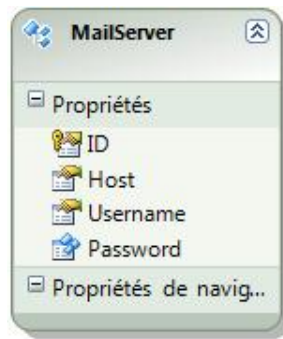 MailServer
Propriétés
ID
Host
Username
Password
Propriétés de navig...